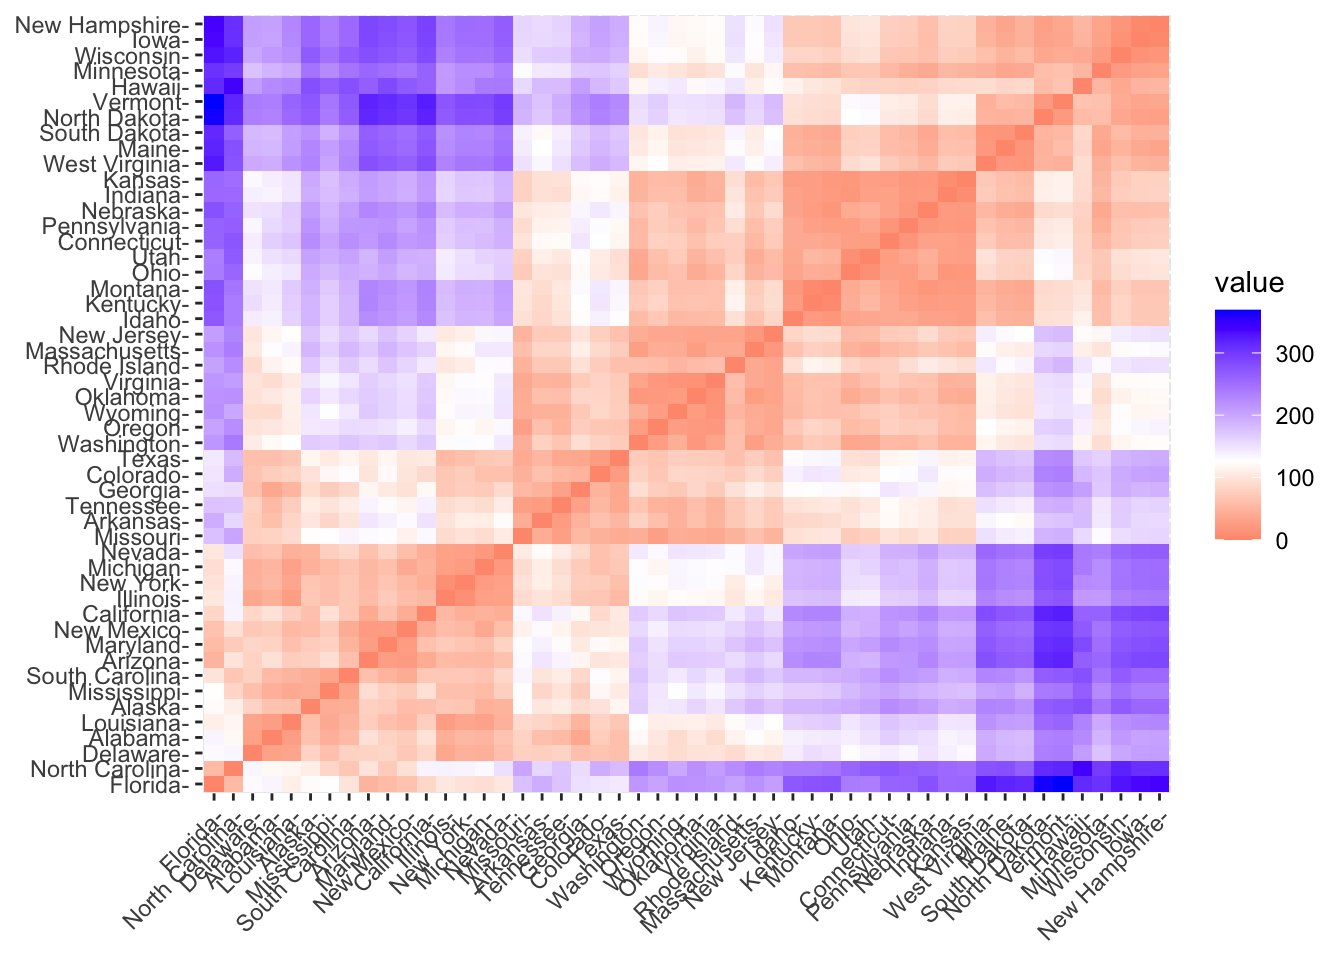 New Hampshire-
Iowa-
Wisconsin-
Minnesota-
Hawaii-
Vermont-
North Dakota-
South Dakota-
Maine-
West Virginia-
Kansas-
Indiana-
Nebraska-
Pennsylvania-
Connecticut-
Utah-
Ohio-
Montana-
Kentucky-
Idaho-
New Jersey-
Massachusetts-
Rhode Island-
Virginia-
Oklahoma-
Wyoming-
Oregon-
Washington-
Texas-
Colorado-
Georgia-
Tennessee-
Arkansas-
Missouri-
Nevada-
Michigan-
New York-
Illinois-
California-
New Mexico-
Maryland-
Arizona-
South Carolina-
Mississippi-
Alaska-
Louisiana-
Alabama-
Delaware-
North Carolina-
Florida-
Florida-
North Carolina-
Delaware-
Alabama-
Louisiana-
Alaska-
Mississippi-
South Carolina-
Arizona-
Maryland-
New Mexico-
California-
Illinois-
New York-
Michigan-
Nevada-
Missouri-
Arkansas-
Tennessee-
Georgia-
Colorado-
Texas-
Washington-
Oregon-
Wyoming-
Oklahoma-
Virginia-
Rhode Island-
Massachusetts-
New Jersey-
Idaho-
Kentucky-
Montana-
Ohio-
Utah-
Connecticut-
Pennsylvania-
Nebraska-
Indiana-
Kansas-
West Virginia-
Maine-
South Dakota-
North Dakota-
Vermont-
Hawaii-
Minnesota-
Wisconsin-
Iowa-
New Hampshire-
value
300
200
100
0